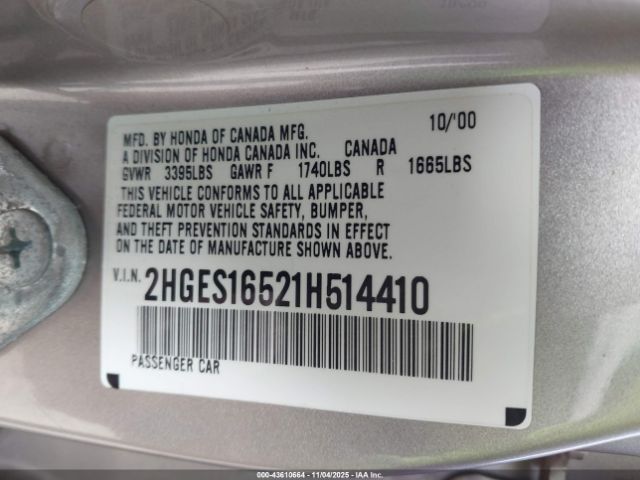 MFD. BY HONDA OF CANADA MFG. 10/'00
A DIVISION OF HONDA CANADA INC. CANADA
GVWR 3395LBS GAWR F 1740LBS R 1665LBS
THIS VEHICLE CONFORMS TO ALL APPLICABLE
FEDERAL MOTOR VEHICLE SAFETY, BUMPER,
AND THEFT PREVENTION STANDARDS IN EFFECT
ON THE DATE OF MANUFACTURE SHOWN ABOVE.
V.I.N. 2HGES16521H514410
PASSENGER CAR
000-43610664 - 11/04/2025 - IAA Inc.